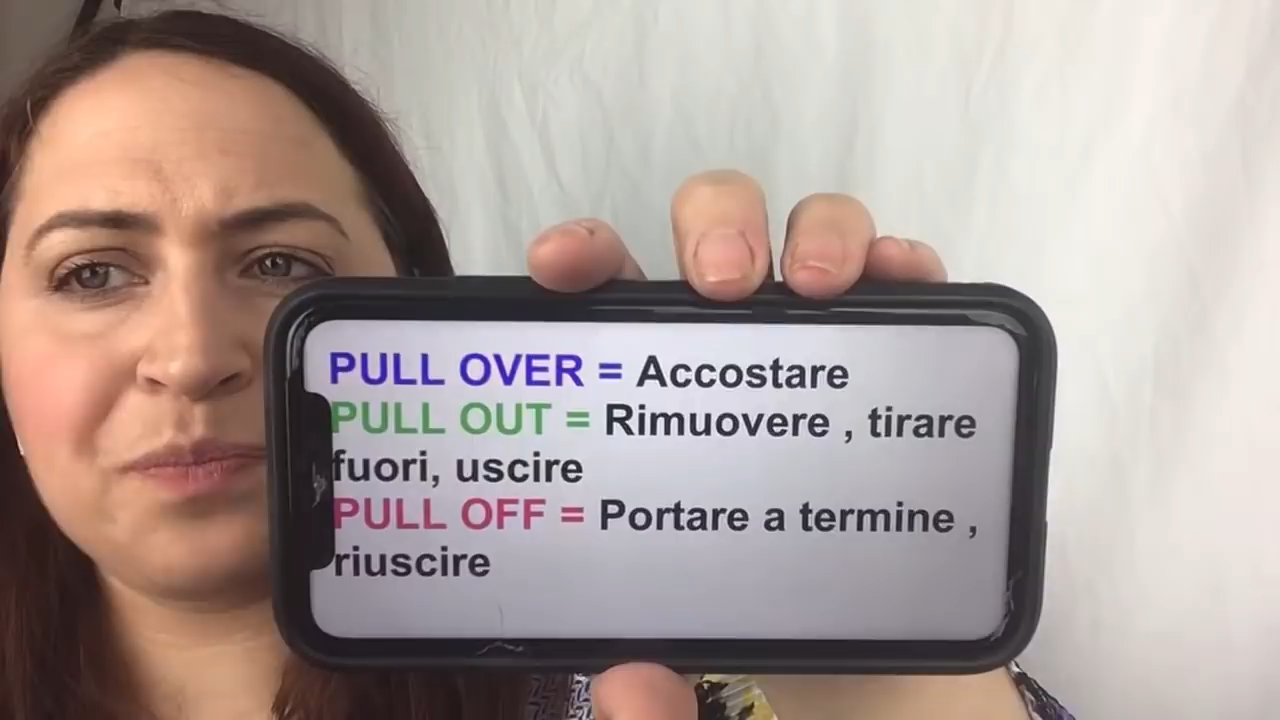 PULL OVER = Accostare
PULL OUT = Rimuovere , tirare
fuori, uscire
PULL OFF = Portare a termine ,
riuscire